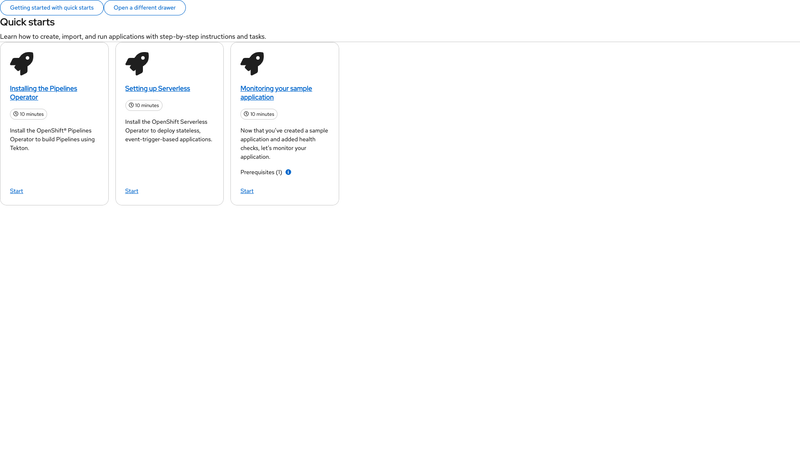 Getting started with quick starts
Open a different drawer
Quick starts
Learn how to create, import, and run applications with step-by-step instructions and tasks.
Installing the Pipelines
Operator
10 minutes
Install the OpenShift® Pipelines
Operator to build Pipelines using
Tekton.
Start
Setting up Serverless
10 minutes
Install the OpenShift Serverless
Operator to deploy stateless,
event-trigger-based applications.
Start
Monitoring your sample
application
10 minutes
Now that you've created a sample
application and added health
checks, let's monitor your
application.
Prerequisites (1)
Start